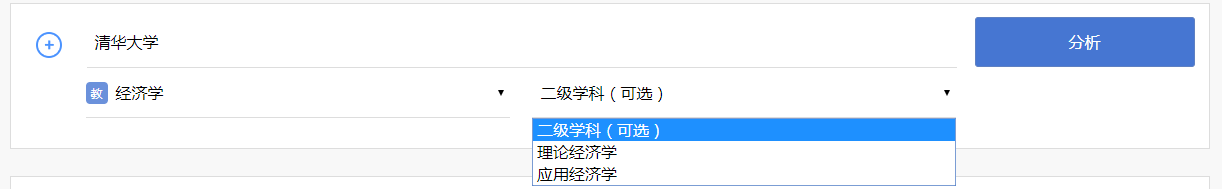 清华大学
分析
教 经济学
二级学科（可选）
二级学科（可选）
理论经济学
应用经济学